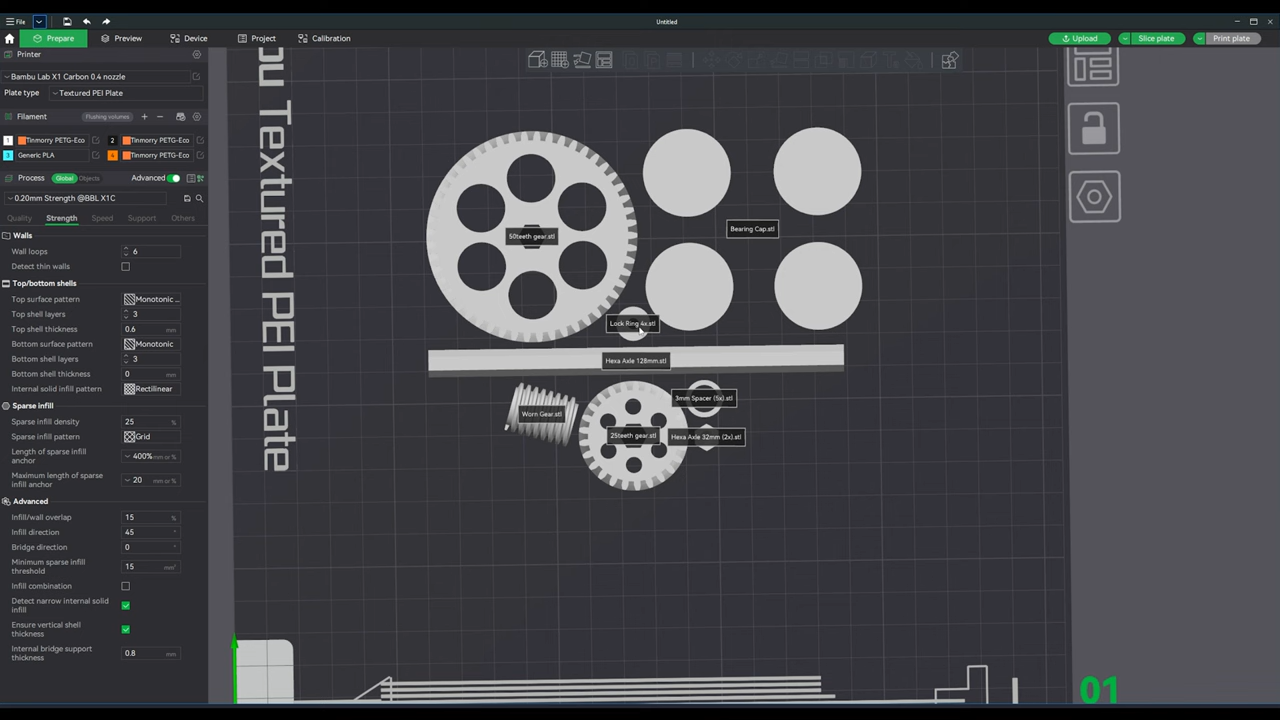 File
Untitled
Prepare
Preview
Device
Project
Calibration
Upload
Slice plate
Print plate
Printer
Bambu Lab X1 Carbon 0.4 nozzle
Plate type
Textured PEI Plate
Filament
Flushing volumes
1 Tinmorry PETG-Eco
2 Tinmorry PETG-Eco
3 Generic PLA
4 Tinmorry PETG-Eco
Process Global Objects Advanced
0.20mm Strength @BBL X1C
Quality Strength Speed Support Others
Walls
Wall loops 6
Detect thin walls
Top/bottom shells
Top surface pattern Monotonic ...
Top shell layers 3
Top shell thickness 0.6 mm
Bottom surface pattern Monotonic
Bottom shell layers 3
Bottom shell thickness 0 mm
Internal solid infill pattern Rectilinear
Sparse infill
Sparse infill density 25 %
Sparse infill pattern Grid
Length of sparse infill
anchor 400% mm or %
Maximum length of sparse
infill anchor 20 mm or %
Advanced
Infill/wall overlap 15 %
Infill direction 45 °
Bridge direction 0 °
Minimum sparse infill
threshold 15 mm²
Infill combination
Detect narrow internal solid
infill
Ensure vertical shell
thickness
Internal bridge support
thickness 0.8 mm
Textured PEI Plate
50teeth gear.stl
Bearing Cap.stl
Lock Ring 4x.stl
Hexa Axle 128mm.stl
Worn Gear.stl
3mm Spacer (5x).stl
25teeth gear.stl
Hexa Axle 32mm (2x).stl
01